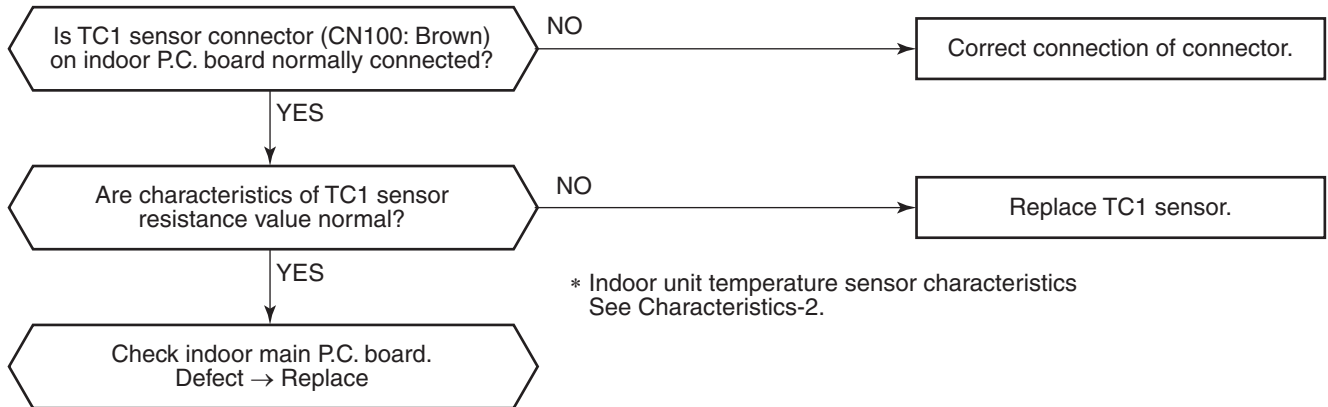 Is TC1 sensor connector (CN100: Brown)
on indoor P.C. board normally connected?
NO
Correct connection of connector.
YES
Are characteristics of TC1 sensor
resistance value normal?
NO
Replace TC1 sensor.
YES
* Indoor unit temperature sensor characteristics
See Characteristics-2.
Check indoor main P.C. board.
Defect → Replace